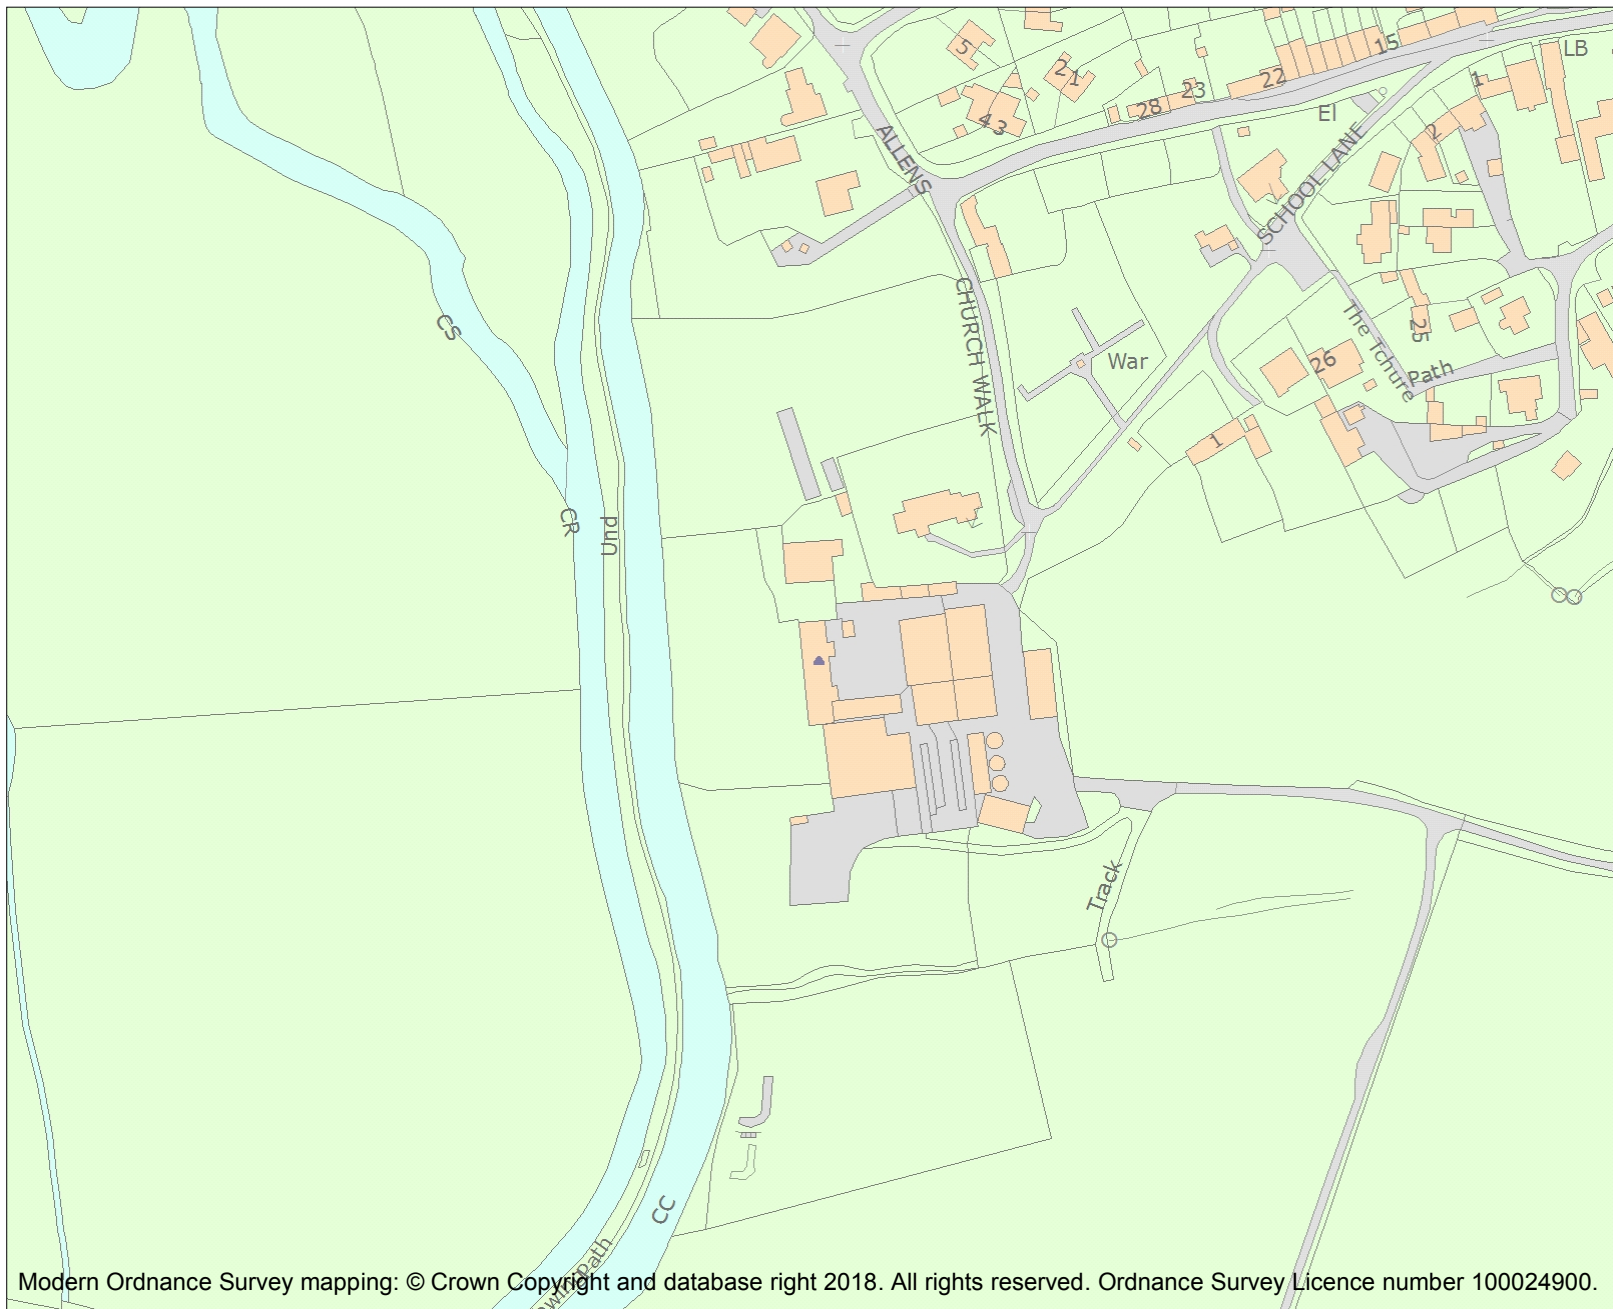 5
21
43
28
23
22
15
LB
1
El
2
ALLENS
SCHOOL LANE
CS
CHURCH WALK
War
The Tchure
Path
25
26
1
CR
Und
Track
CC
Path
Modern Ordnance Survey mapping: © Crown Copyright and database right 2018. All rights reserved. Ordnance Survey Licence number 100024900.